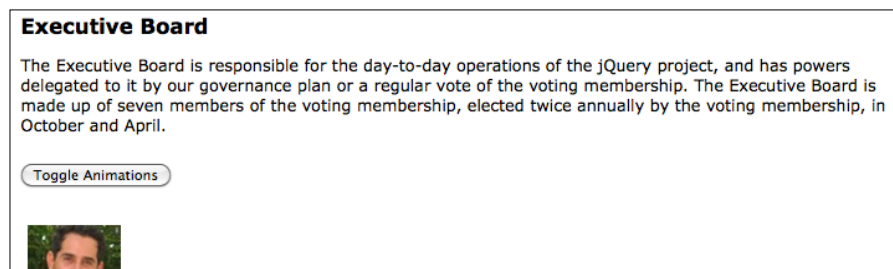 Executive Board
The Executive Board is responsible for the day-to-day operations of the jQuery project, and has powers
delegated to it by our governance plan or a regular vote of the voting membership. The Executive Board is
made up of seven members of the voting membership, elected twice annually by the voting membership, in
October and April.
Toggle Animations